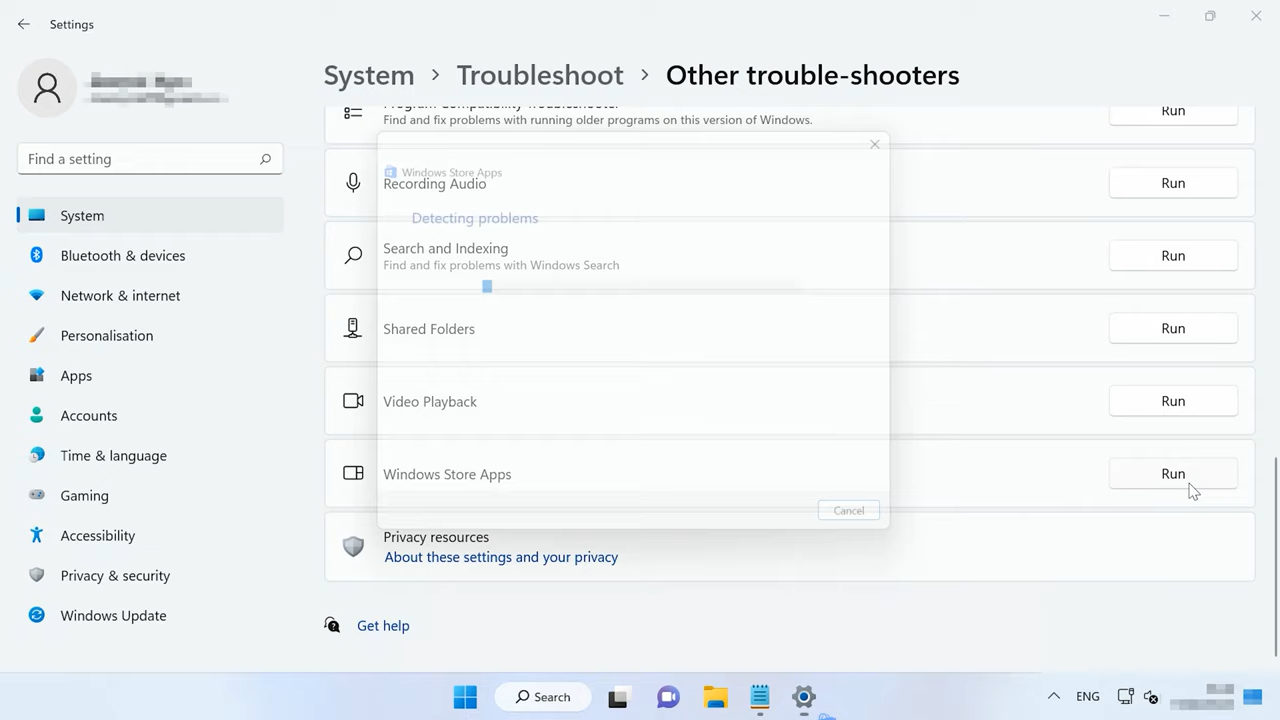 Settings
System > Troubleshoot > Other trouble-shooters
Find a setting
System
Bluetooth & devices
Network & internet
Personalisation
Apps
Accounts
Time & language
Gaming
Accessibility
Privacy & security
Windows Update
Program Compatibility Troubleshooter
Find and fix problems with running older programs on this version of Windows.
Run
Windows Store Apps
Recording Audio
Run
Detecting problems
Search and Indexing
Find and fix problems with Windows Search
Run
Shared Folders
Run
Video Playback
Run
Windows Store Apps
Run
Cancel
Privacy resources
About these settings and your privacy
Get help
Search
ENG